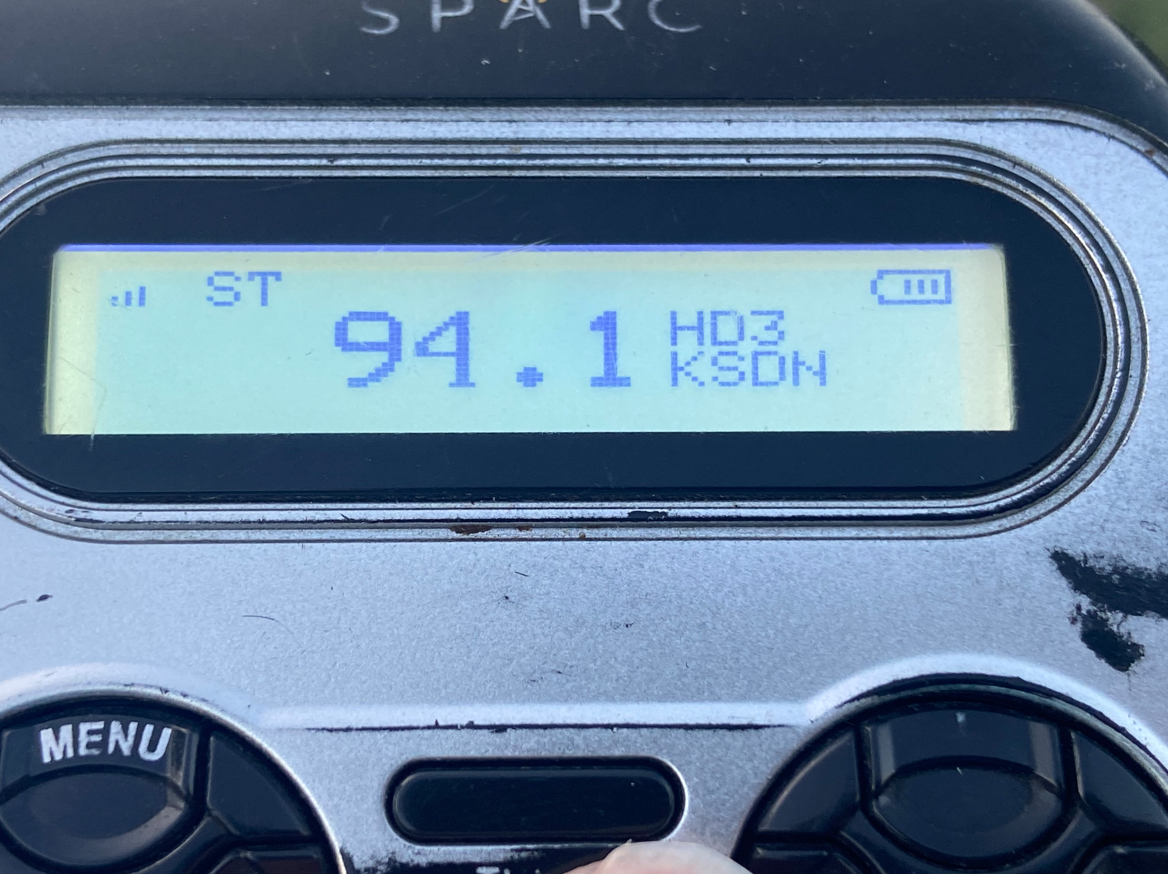 SPARC
ST
94.1 HD3
KSDN
MENU